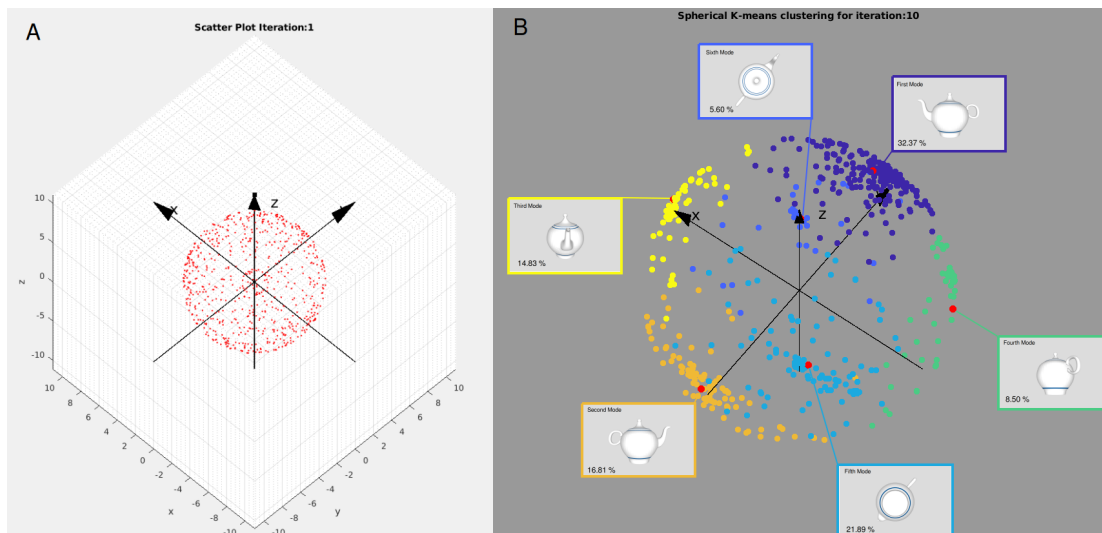 A
Scatter Plot Iteration:1
x
z
10
5
0
-5
-10
z
10
8
6
4
2
0
-2
-4
-6
-8
-10
x
10
8
6
4
2
0
-2
-4
-6
-8
-10
y
B
Spherical K-means clustering for iteration:10
Sixth Mode
5.60 %
First Mode
32.37 %
Third Mode
14.83 %
x
z
Fourth Mode
8.50 %
Second Mode
16.81 %
Fifth Mode
21.89 %